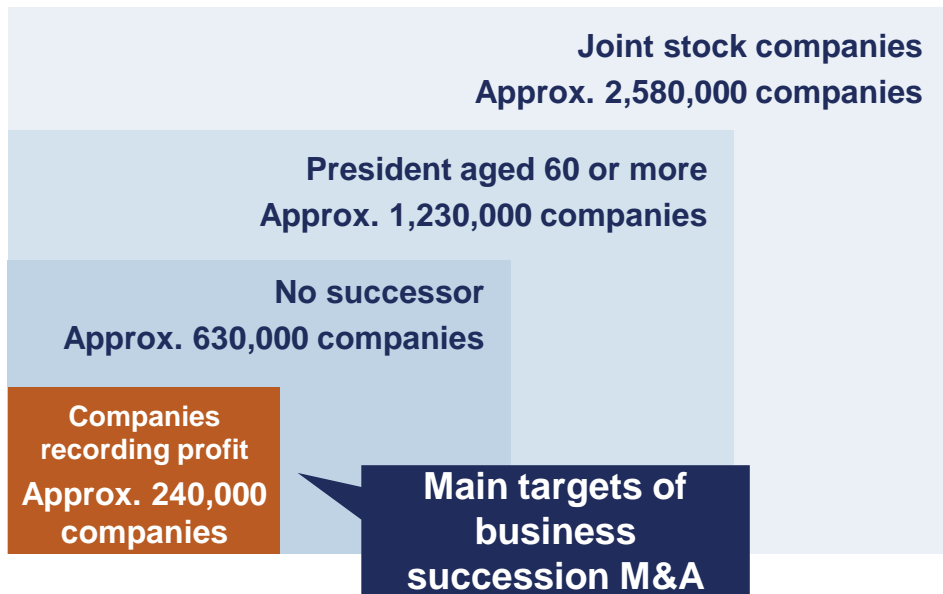 Joint stock companies
Approx. 2,580,000 companies
President aged 60 or more
Approx. 1,230,000 companies
No successor
Approx. 630,000 companies
Companies
recording profit
Approx. 240,000
companies
Main targets of
business
succession M&A